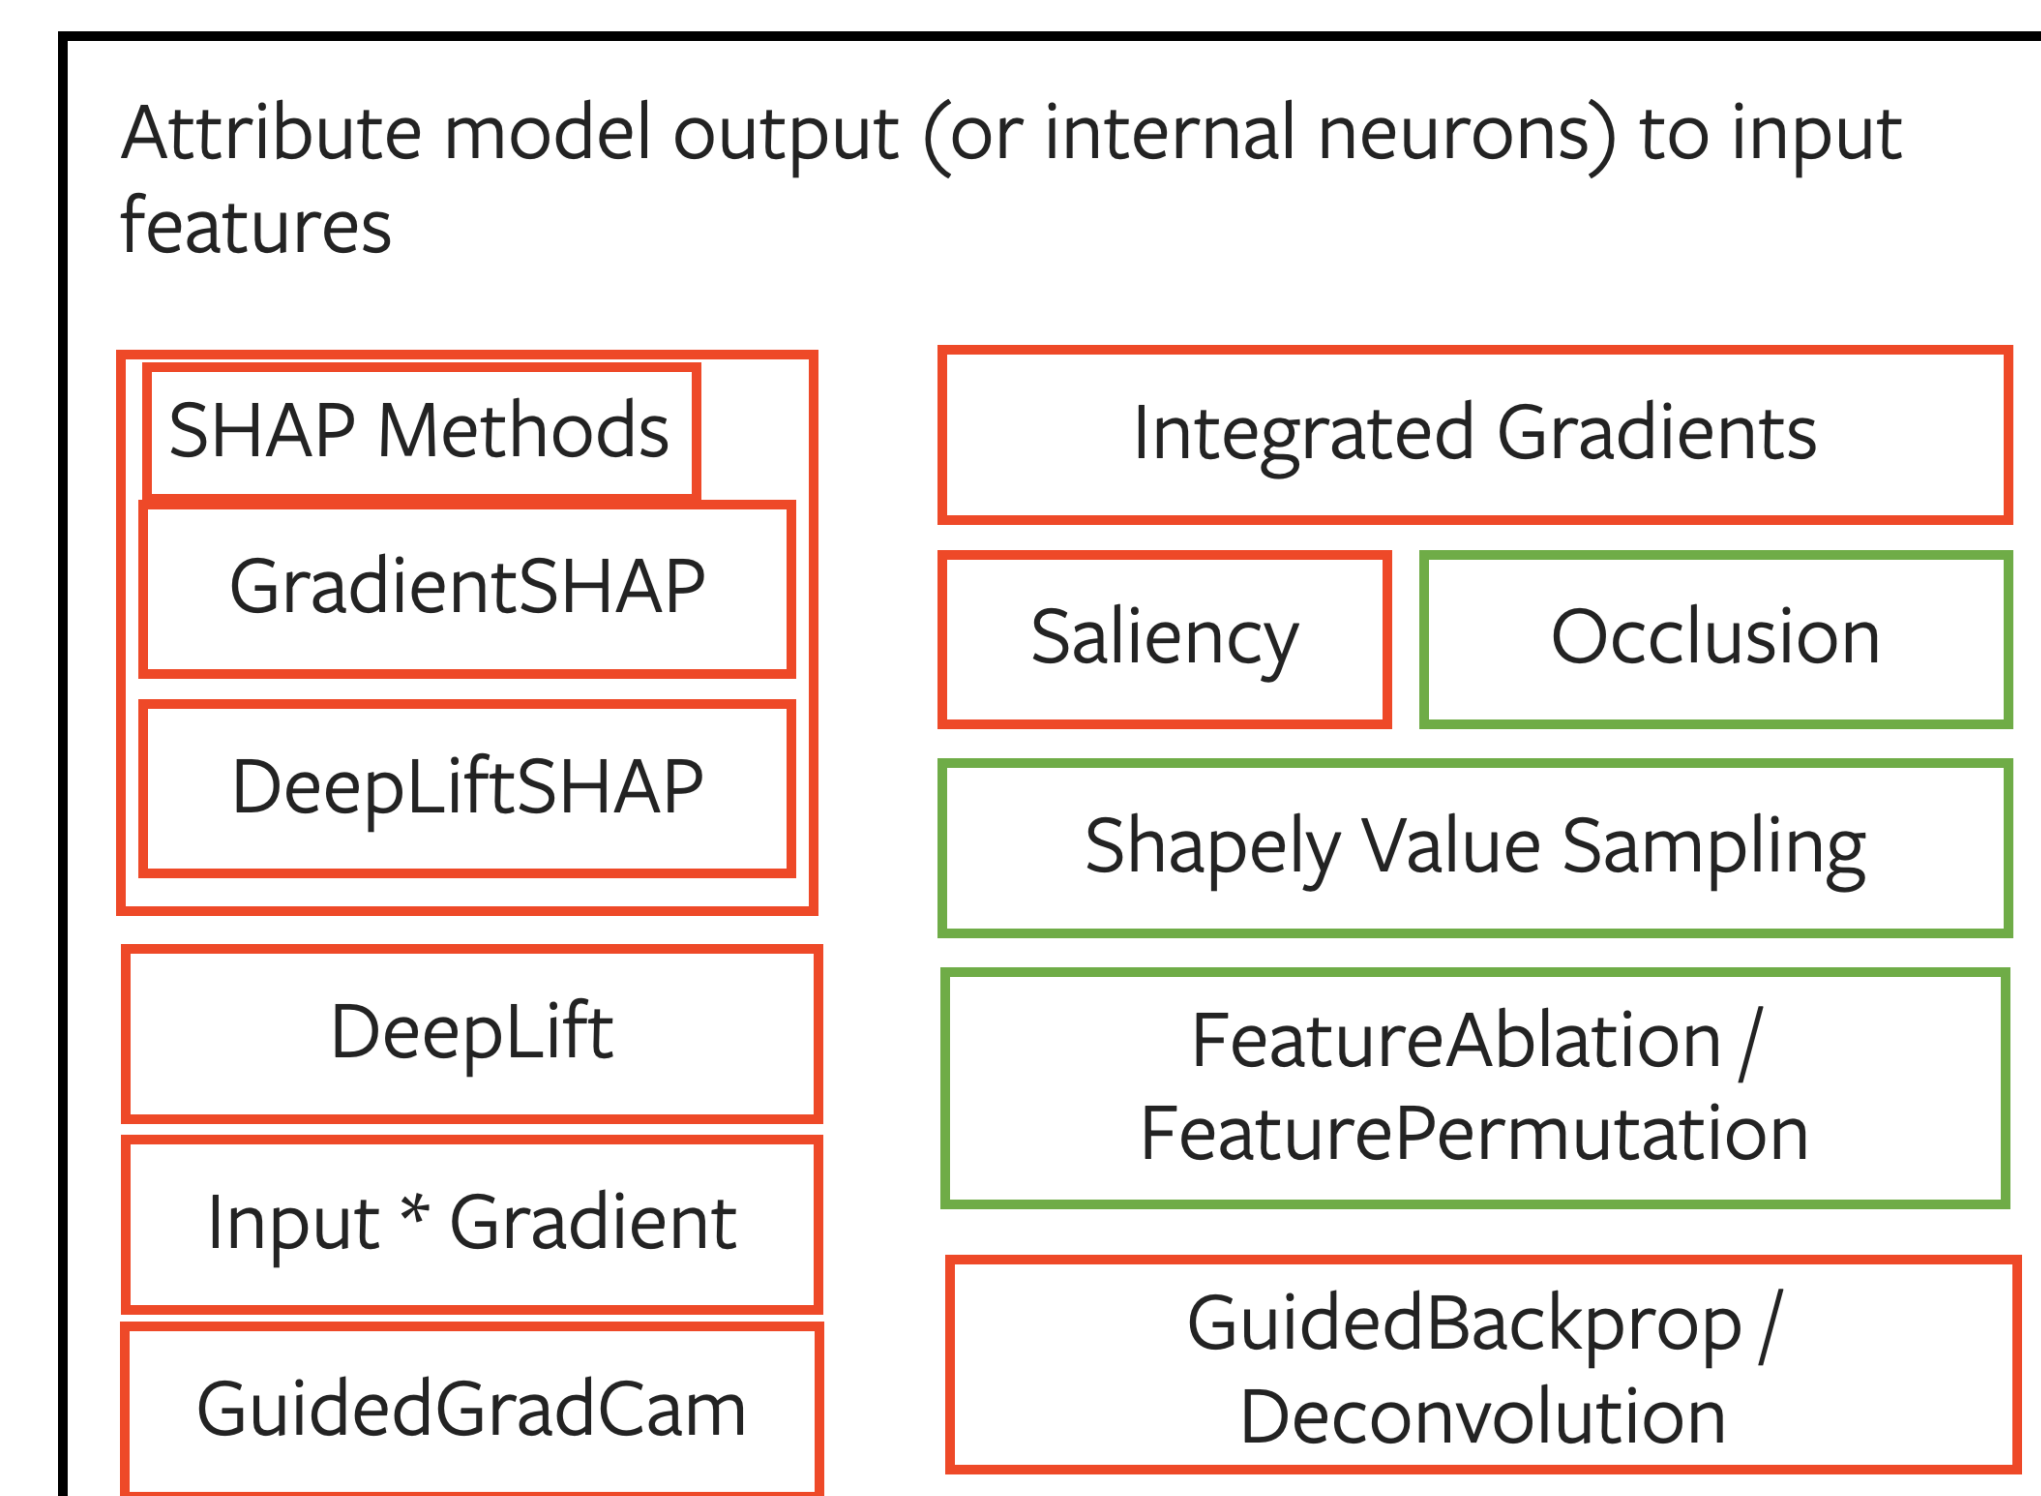 Attribute model output (or internal neurons) to input
features
SHAP Methods
GradientSHAP
DeepLiftSHAP
DeepLift
Input * Gradient
GuidedGradCam
Integrated Gradients
Saliency
Occlusion
Shapely Value Sampling
FeatureAblation /
FeaturePermutation
GuidedBackprop /
Deconvolution